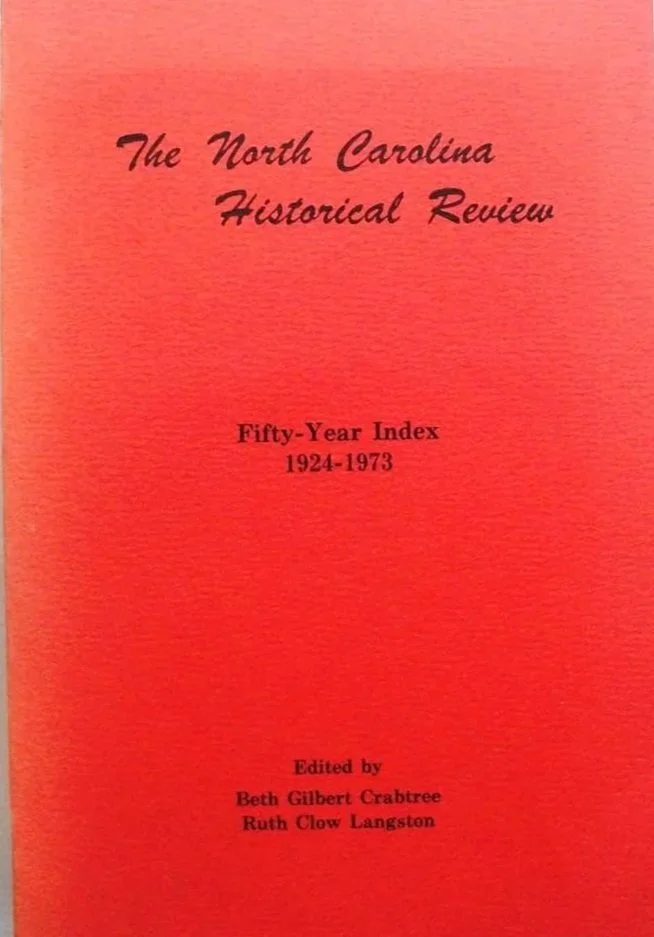 The North Carolina
Historical Review
Fifty-Year Index
1924-1973
Edited by
Beth Gilbert Crabtree
Ruth Clow Langston